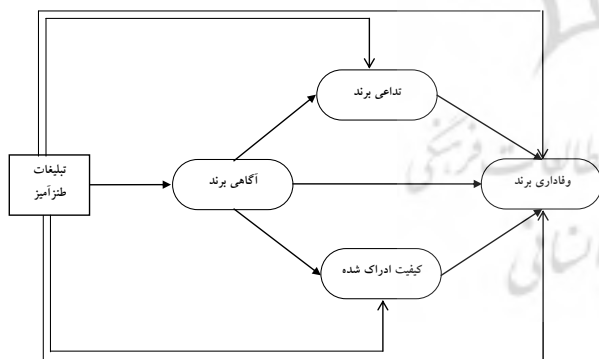 تداعی برند
تبلیغات
طنزآمیز
آگاهی برند
وفاداری برند
کیفیت ادراک شده